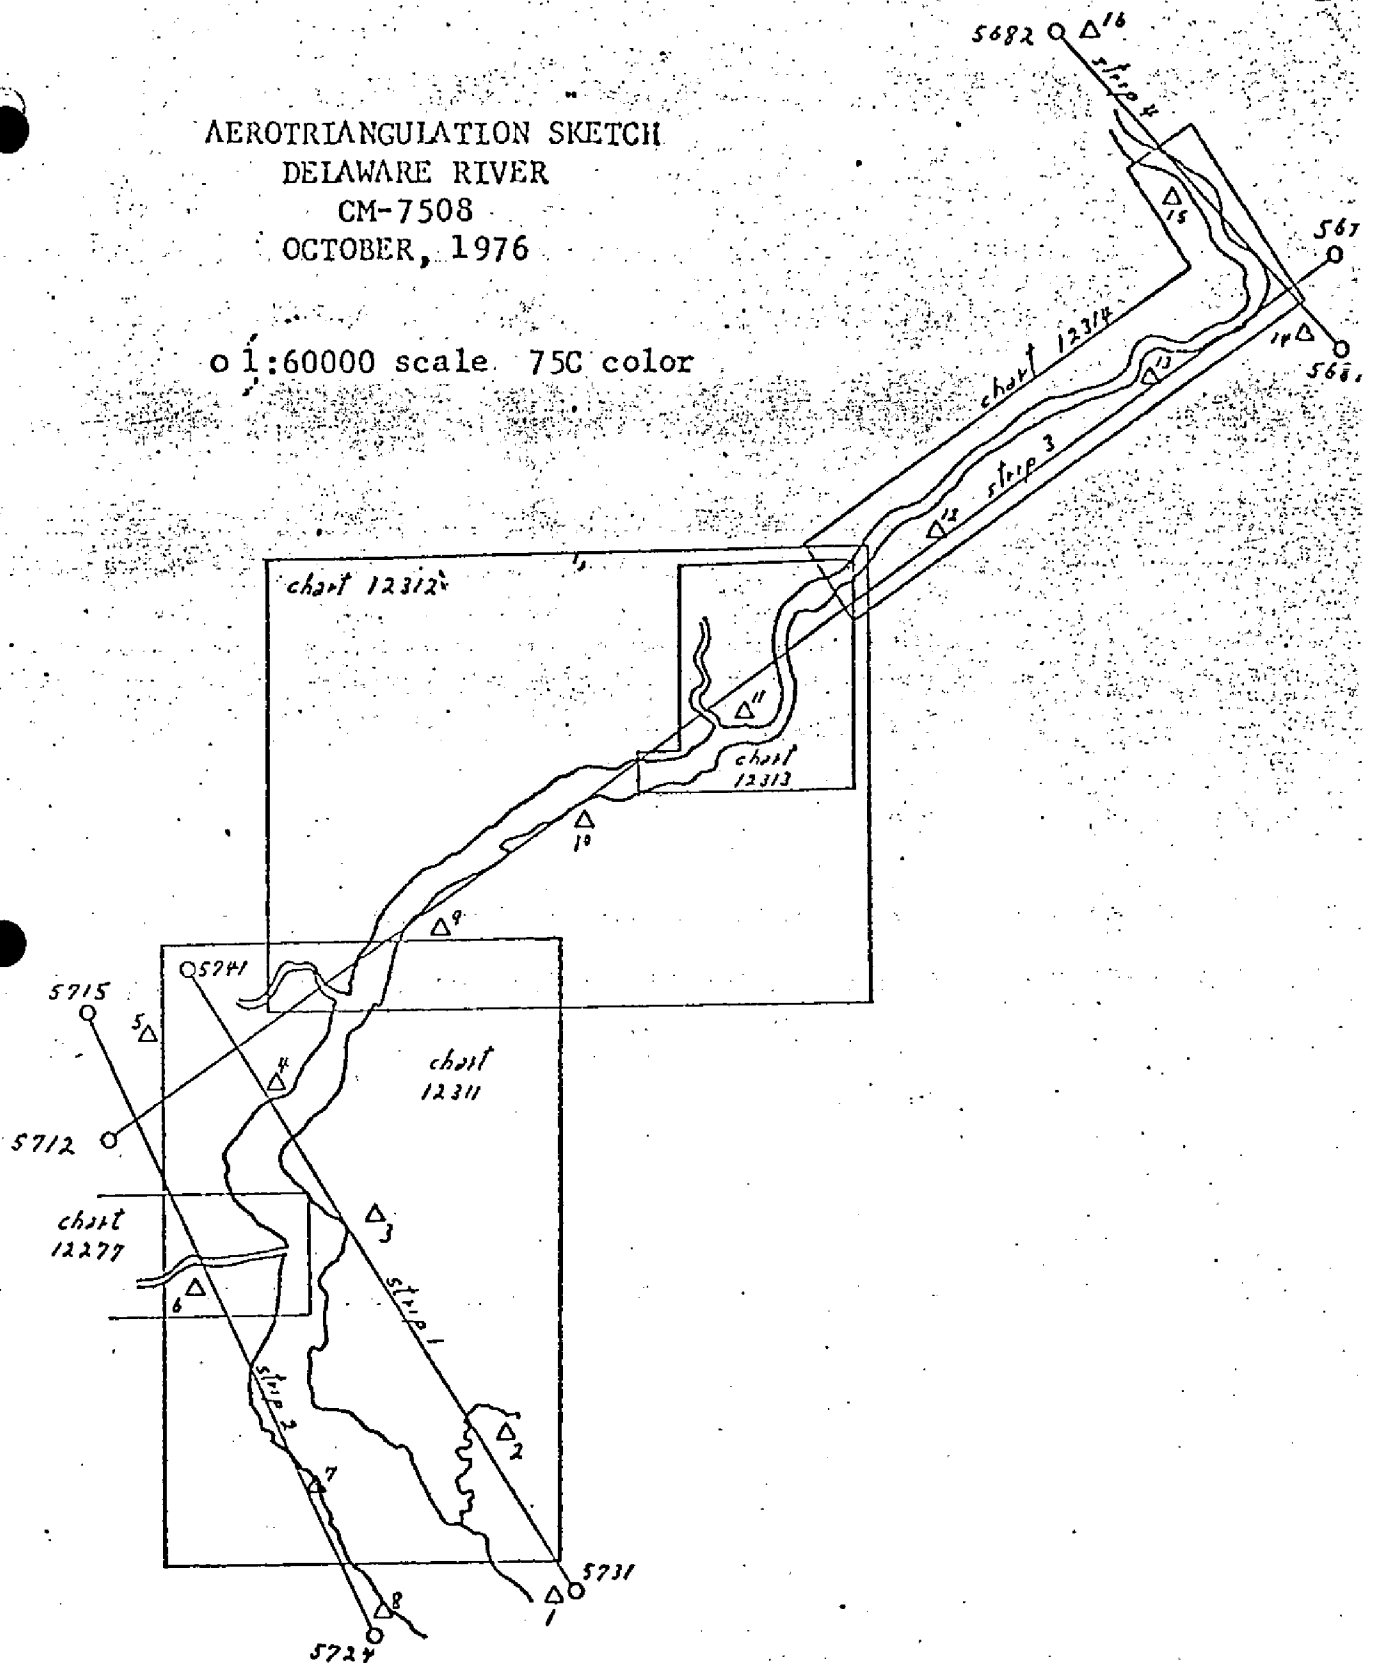 5682
16
strip 4
AEROTRIANGULATION SKETCH
DELAWARE RIVER
CM-7508
OCTOBER, 1976
15
567
o 1:60000 scale 75C color
chart 12314
14
13
strip 3
12
chart 12312
11
chart
12313
10
9
5741
5715
5
4
chart
12311
5712
chart
12277
3
6
strip 1
strip 2
2
7
5731
1
8
5724